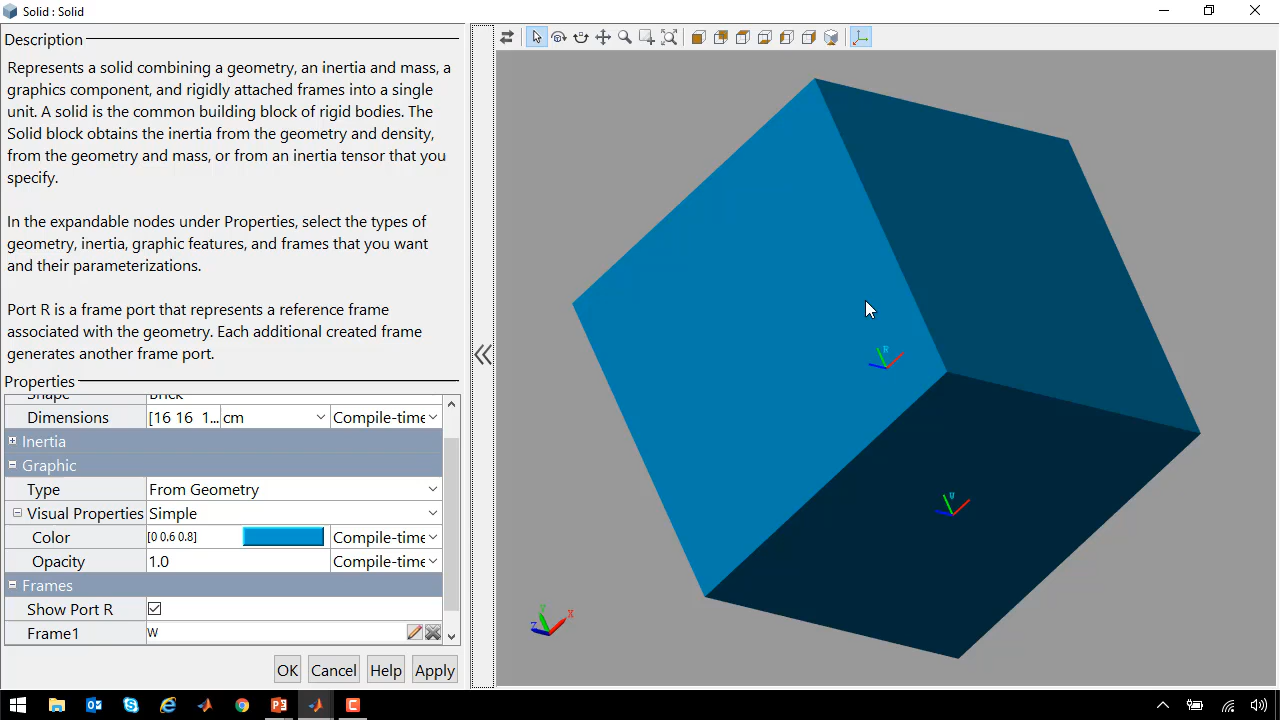 Solid : Solid
Description
Represents a solid combining a geometry, an inertia and mass, a
graphics component, and rigidly attached frames into a single
unit. A solid is the common building block of rigid bodies. The
Solid block obtains the inertia from the geometry and density,
from the geometry and mass, or from an inertia tensor that you
specify.
In the expandable nodes under Properties, select the types of
geometry, inertia, graphic features, and frames that you want
and their parameterizations.
Port R is a frame port that represents a reference frame
associated with the geometry. Each additional created frame
generates another frame port.
Properties
Shape Brick
Dimensions [16 16 1... cm Compile-time
Inertia
Graphic
Type From Geometry
Visual Properties Simple
Color [0 0.6 0.8] Compile-time
Opacity 1.0 Compile-time
Frames
Show Port R
Frame1 W
OK Cancel Help Apply
R
W
Y
X
Z